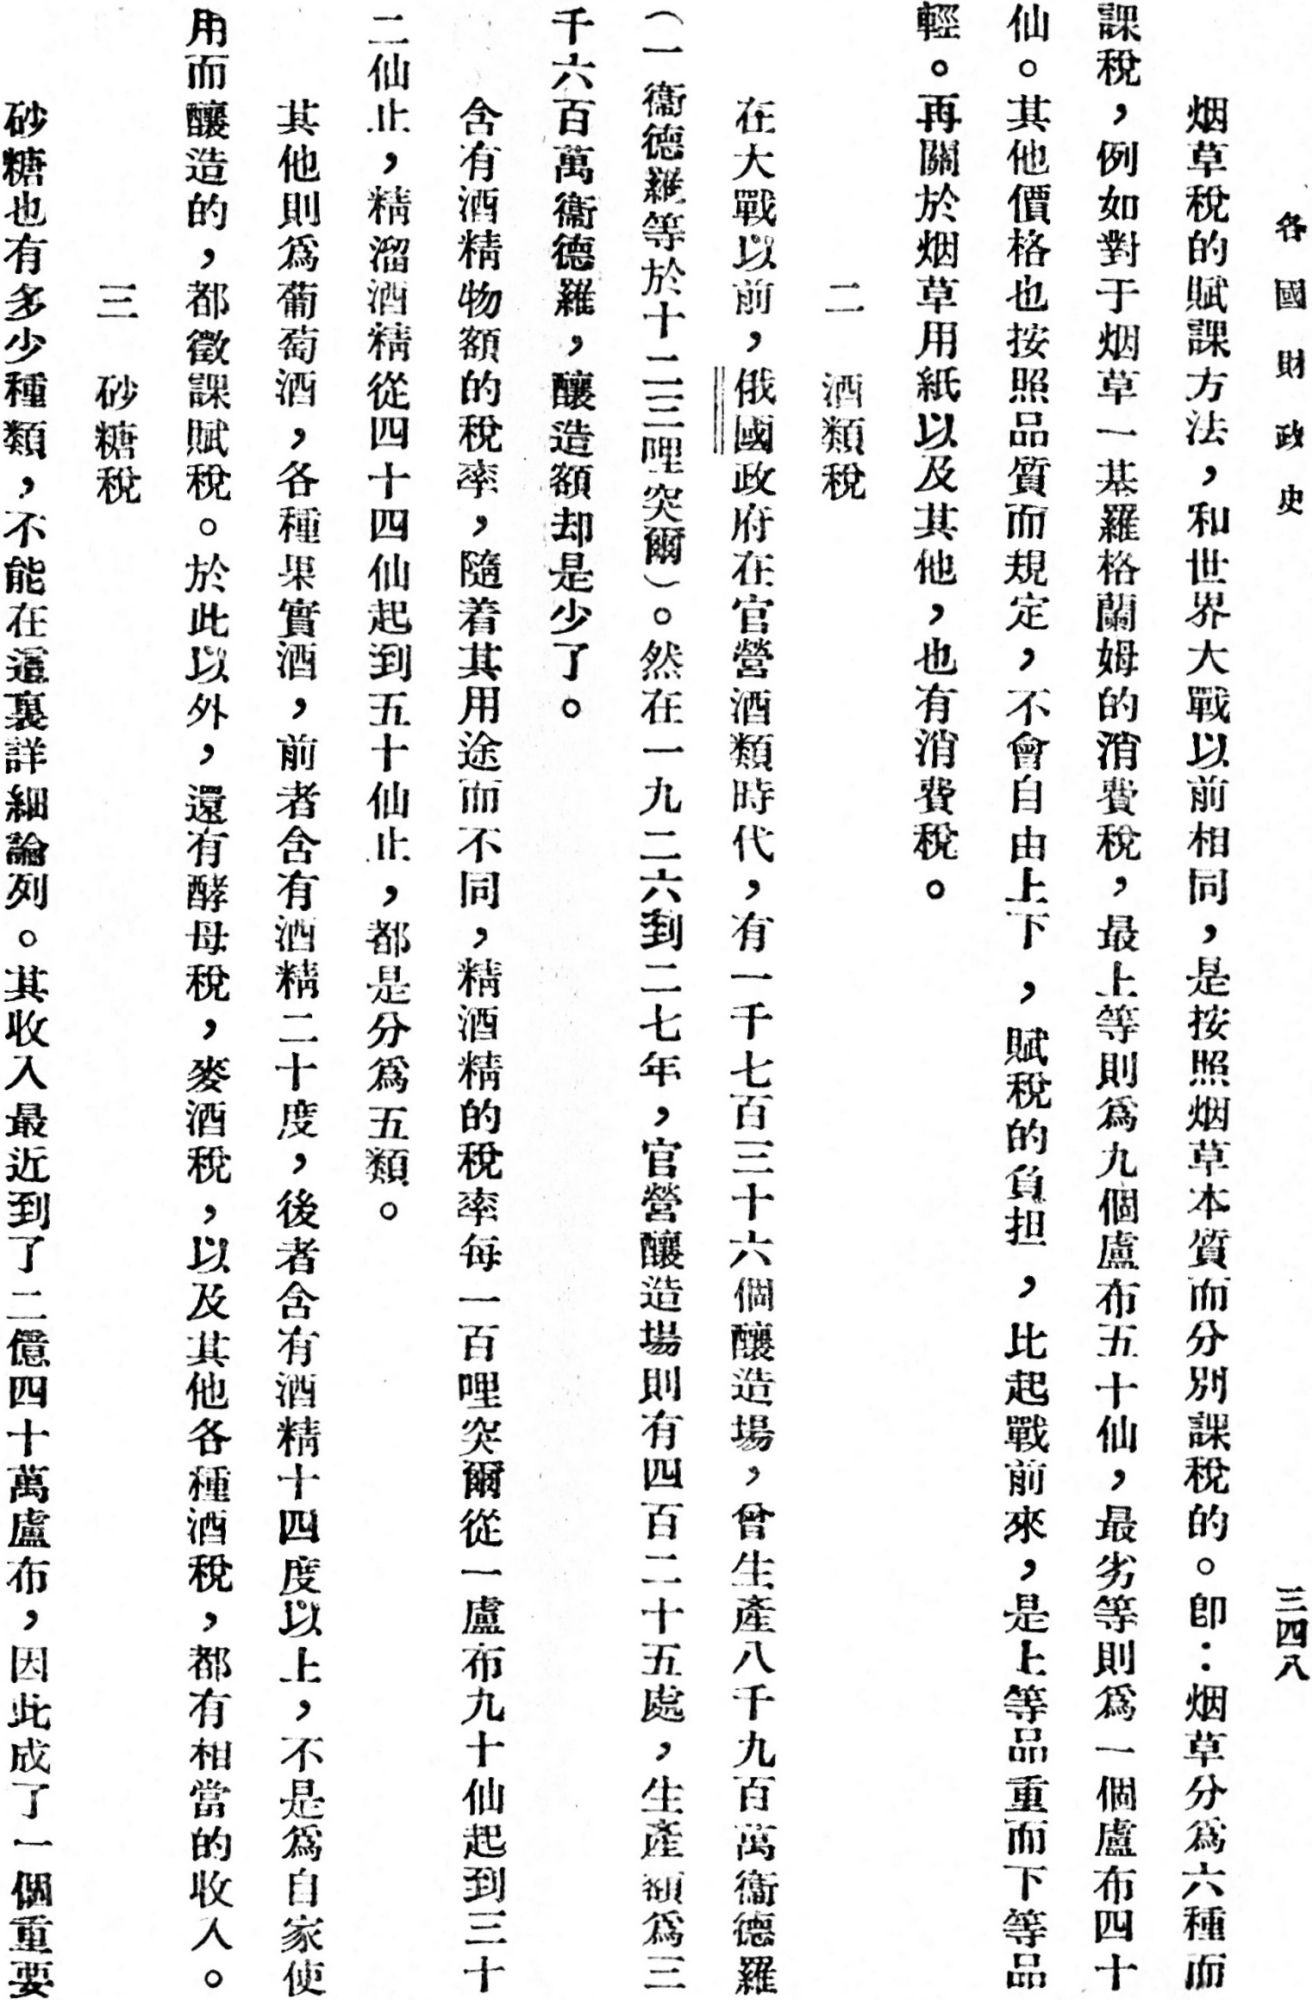 各國財政史
三四八
烟草稅的賦課方法，和世界大戰以前相同，是按照烟草本質而分別課稅的。卽：烟草分爲六種而
課稅，例如對于烟草一基羅格蘭姆的消費稅，最上等則爲九個盧布五十仙，最劣等則爲一個盧布四十
仙。其他價格也按照品質而規定，不會自由上下，賦稅的負担，比起戰前來，是上等品重而下等品
輕。再關於烟草用紙以及其他，也有消費稅。
二　酒類稅
在大戰以前，俄國政府在官營酒類時代，有一千七百三十六個釀造場，曾生產八千九百萬衞德羅
（一衞德羅等於十二三哩突爾）。然在一九二六到二七年，官營釀造場則有四百二十五處，生產額爲三
千六百萬衞德羅，釀造額却是少了。
含有酒精物額的稅率，隨着其用途而不同，精酒精的稅率每一百哩突爾從一盧布九十仙起到三十
二仙止，精溜酒精從四十四仙起到五十仙止，都是分爲五類。
其他則爲葡萄酒，各種果實酒，前者含有酒精二十度，後者含有酒精十四度以上，不是爲自家使
用而釀造的，都徵課賦稅。於此以外，還有酵母稅，麥酒稅，以及其他各種酒稅，都有相當的收入。
三　砂糖稅
砂糖也有多少種類，不能在這裏詳細論列。其收入最近到了二億四十萬盧布，因此成了一個重要